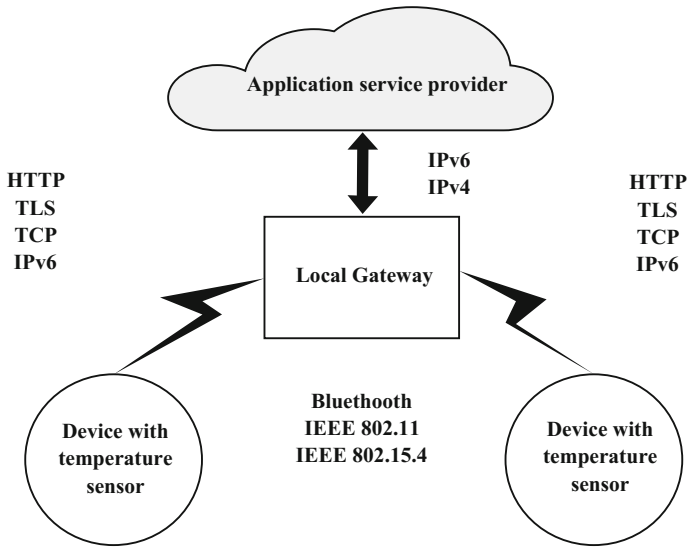 Application service provider
IPv6
IPv4
HTTP
TLS
TCP
IPv6
HTTP
TLS
TCP
IPv6
Local Gateway
Bluethooth
IEEE 802.11
IEEE 802.15.4
Device with
temperature
sensor
Device with
temperature
sensor